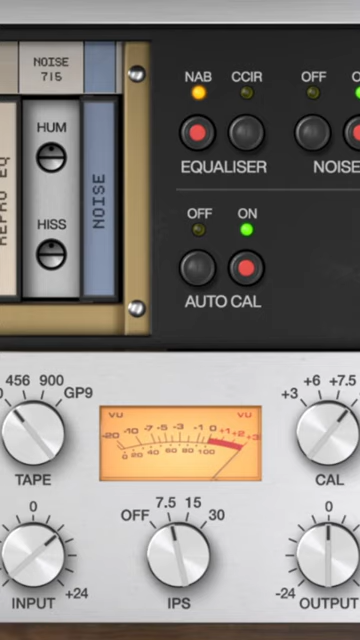 NOISE
715
NAB CCIR OFF
HUM
EQUALISER NOISE
REPRO EQ
NOISE
HISS
OFF ON
AUTO CAL
456 900
GP9
+6 +7.5
+3
VU VU
-20 -10 -7 -5 -3 -1 0 +1 +2 +3
0 20 40 60 80 100
TAPE CAL
0 7.5 15 0
OFF 30
+24 -24
INPUT IPS OUTPUT